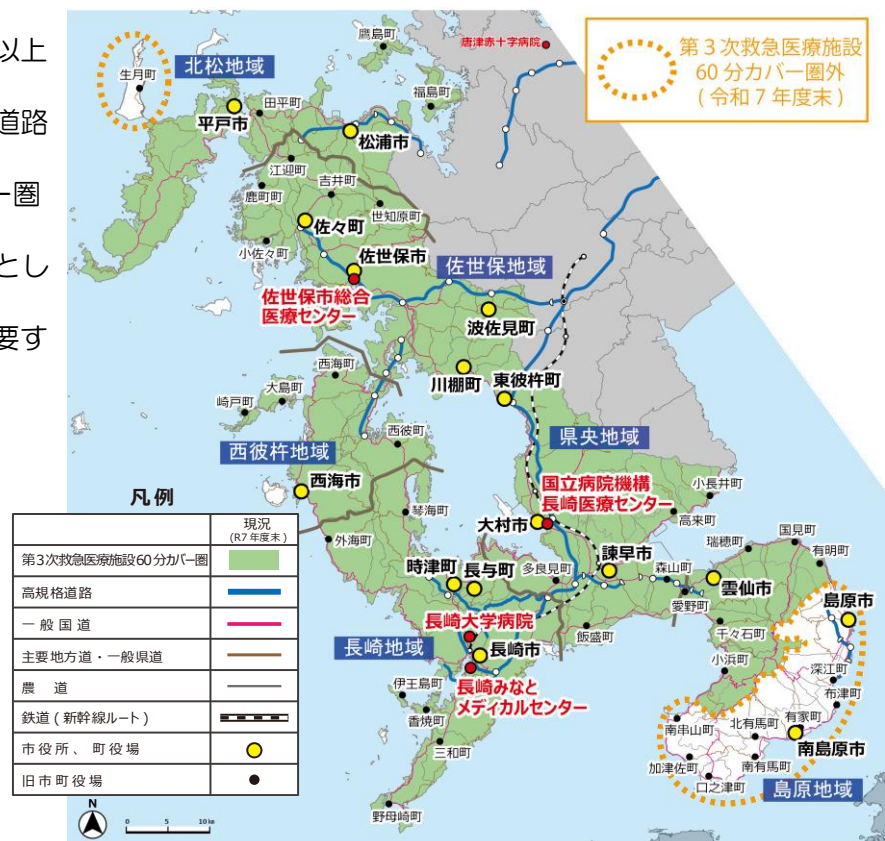 以上
道路
ー圏
とし
要す
第3次救急医療施設
60分カバー圏外
(令和7年度末)
唐津赤十字病院
鷹島町
生月町
北松地域
福島町
田平町
平戸市
松浦市
江迎町
吉井町
鹿町町
世知原町
佐々町
小佐々町
佐世保市
佐世保地域
佐世保市総合
医療センター
波佐見町
西海町
川棚町
東彼杵町
大島町
崎戸町
西彼町
県央地域
西彼杵地域
国立病院機構
長崎医療センター
西海市
小長井町
琴海町
大村市
高来町
外海町
瑞穂町
国見町
有明町
諫早市
時津町
長与町
多良見町
森山町
雲仙市
愛野町
島原市
長崎大学病院
飯盛町
千々石町
長崎地域
長崎市
小浜町
深江町
伊王島町
長崎みなと
メディカルセンター
布津町
香焼町
南串山町
北有馬町
有家町
三和町
南島原市
加津佐町
南有馬町
口之津町
島原地域
野母崎町
凡例
現況
(R7年度末)
第3次救急医療施設60分カバー圏
高規格道路
一般国道
主要地方道・一般県道
農道
鉄道(新幹線ルート)
市役所、町役場
旧市町役場
N
0 5 10㎞